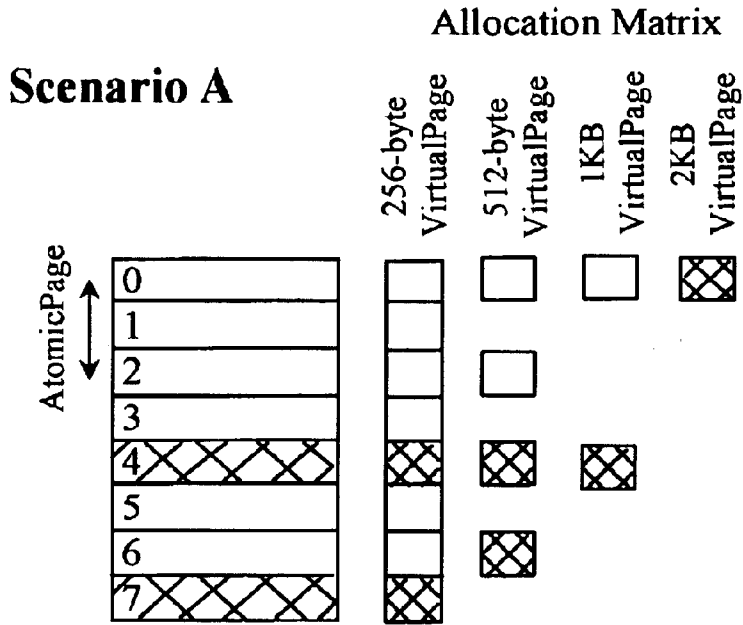 Allocation Matrix
Scenario A
256-byte
VirtualPage
512-byte
VirtualPage
1KB
VirtualPage
2KB
VirtualPage
AtomicPage
0
1
2
3
4
5
6
7